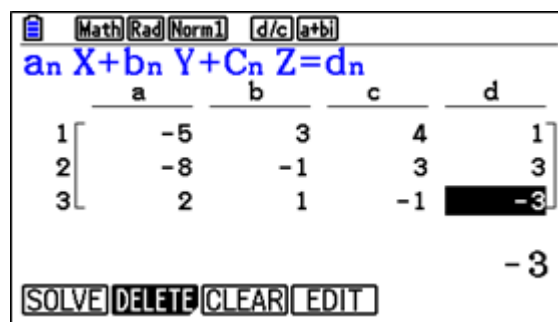 Math Rad Norm1 d/c a+bi
an X+bn Y+Cn Z=dn
a b c d
1 -5 3 4 1
2 -8 -1 3 3
3 2 1 -1 -3
-3
SOLVE DELETE CLEAR EDIT